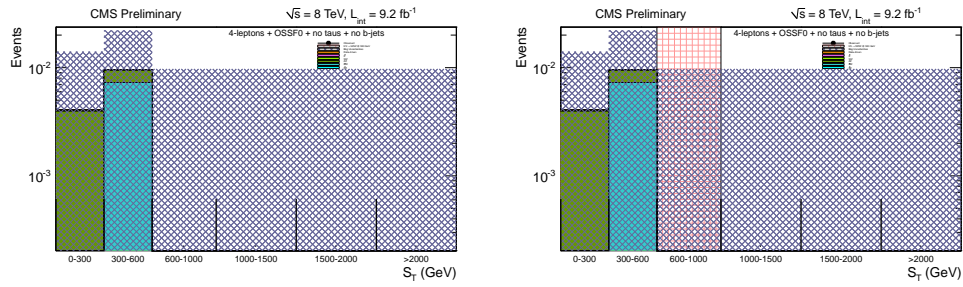 CMS Preliminary
√s = 8 TeV, L_int = 9.2 fb⁻¹
4-leptons + OSSF0 + no taus + no b-jets
Events
10⁻²
10⁻³
0-300 300-600 600-1000 1000-1500 1500-2000 >2000
S_T (GeV)
CMS Preliminary
√s = 8 TeV, L_int = 9.2 fb⁻¹
4-leptons + OSSF0 + no taus + no b-jets
Events
10⁻²
10⁻³
0-300 300-600 600-1000 1000-1500 1500-2000 >2000
S_T (GeV)